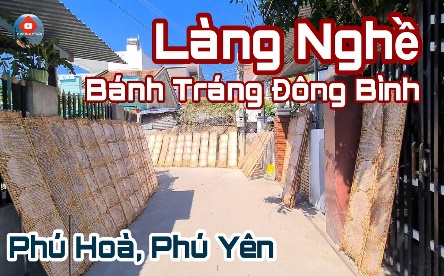 Làng Nghề
Bánh Tráng Đông Bình
Phú Hoà, Phú Yên